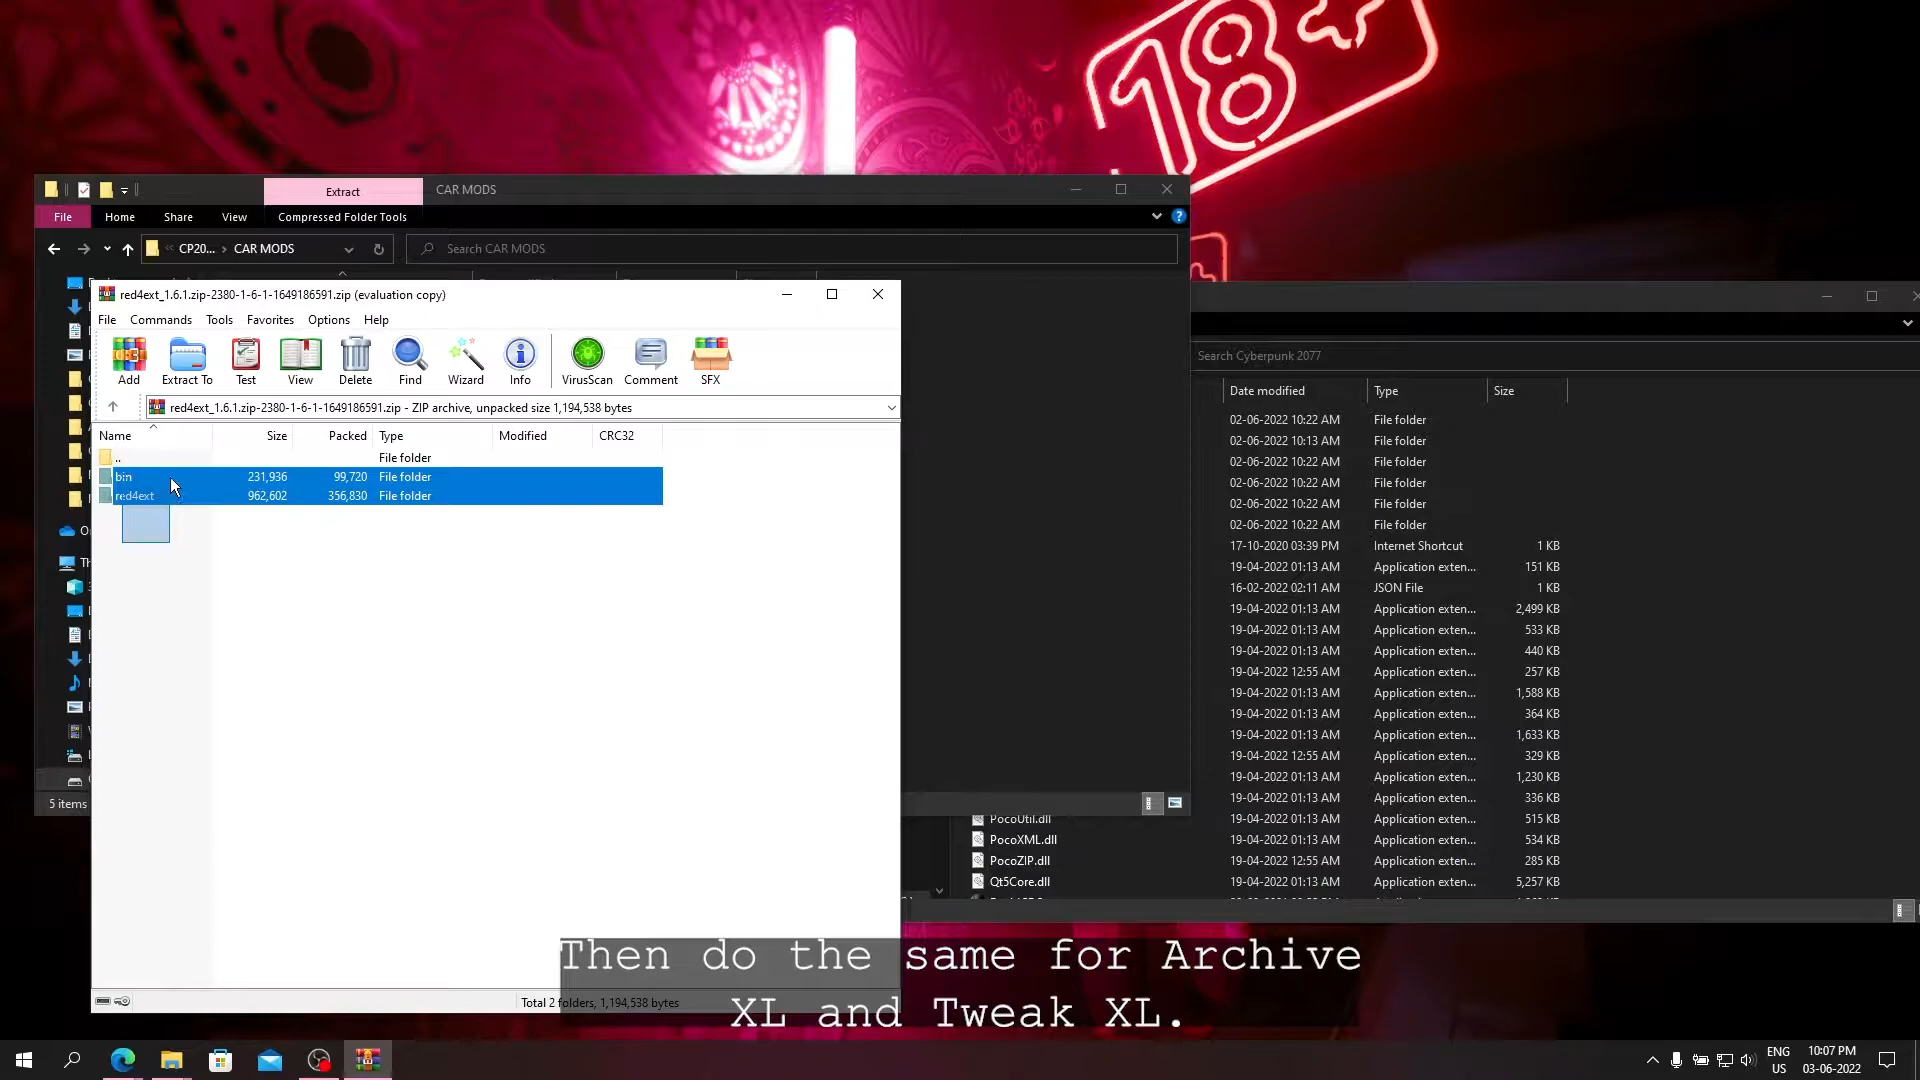 18+
Extract
CAR MODS
File
Home
Share
View
Compressed Folder Tools
CP20...
CAR MODS
Search CAR MODS
red4ext_1.6.1.zip-2380-1-6-1-1649186591.zip (evaluation copy)
File
Commands
Tools
Favorites
Options
Help
Add
Extract To
Test
View
Delete
Find
Wizard
Info
VirusScan
Comment
SFX
red4ext_1.6.1.zip-2380-1-6-1-1649186591.zip - ZIP archive, unpacked size 1,194,538 bytes
Name Size Packed Type Modified CRC32
.. File folder
bin 231,936 99,720 File folder
red4ext 962,602 356,830 File folder
5 items
Total 2 folders, 1,194,538 bytes
Search Cyberpunk 2077
Date modified Type Size
02-06-2022 10:22 AM File folder
02-06-2022 10:13 AM File folder
02-06-2022 10:22 AM File folder
02-06-2022 10:22 AM File folder
02-06-2022 10:22 AM File folder
02-06-2022 10:22 AM File folder
17-10-2020 03:39 PM Internet Shortcut 1 KB
19-04-2022 01:13 AM Application exten... 151 KB
16-02-2022 02:11 AM JSON File 1 KB
19-04-2022 01:13 AM Application exten... 2,499 KB
19-04-2022 01:13 AM Application exten... 533 KB
19-04-2022 01:13 AM Application exten... 440 KB
19-04-2022 12:55 AM Application exten... 257 KB
19-04-2022 01:13 AM Application exten... 1,588 KB
19-04-2022 01:13 AM Application exten... 364 KB
19-04-2022 01:13 AM Application exten... 1,633 KB
19-04-2022 12:55 AM Application exten... 329 KB
19-04-2022 01:13 AM Application exten... 1,230 KB
19-04-2022 01:13 AM Application exten... 336 KB
PocoUtil.dll 19-04-2022 01:13 AM Application exten... 515 KB
PocoXML.dll 19-04-2022 01:13 AM Application exten... 534 KB
PocoZIP.dll 19-04-2022 12:55 AM Application exten... 285 KB
Qt5Core.dll 19-04-2022 01:13 AM Application exten... 5,257 KB
Then do the same for Archive
XL and Tweak XL.
ENG
US
10:07 PM
03-06-2022